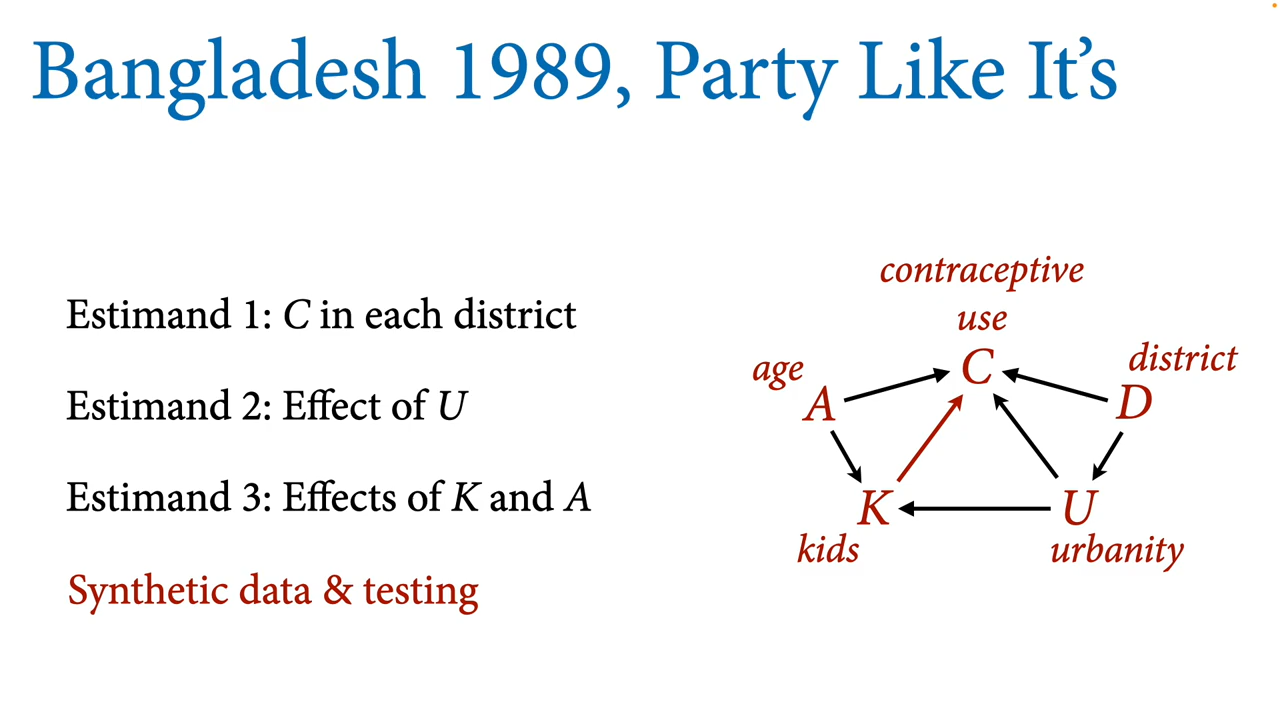 Bangladesh 1989, Party Like It’s
Estimand 1: C in each district
Estimand 2: Effect of U
Estimand 3: Effects of K and A
Synthetic data & testing
contraceptive
use
C
age
A
district
D
K
kids
U
urbanity